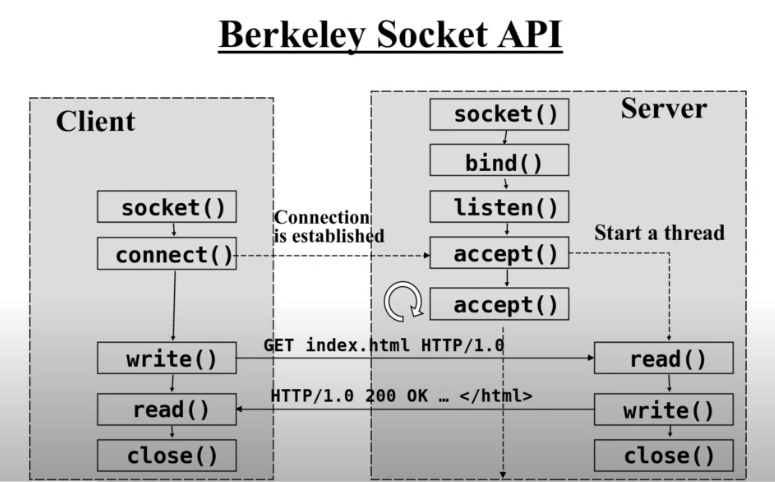 Berkeley Socket API
Client
Server
socket()
bind()
listen()
accept()
accept()
Start a thread
socket()
connect()
Connection
is established
write()
GET index.html HTTP/1.0
read()
read()
HTTP/1.0 200 OK … </html>
write()
close()
close()